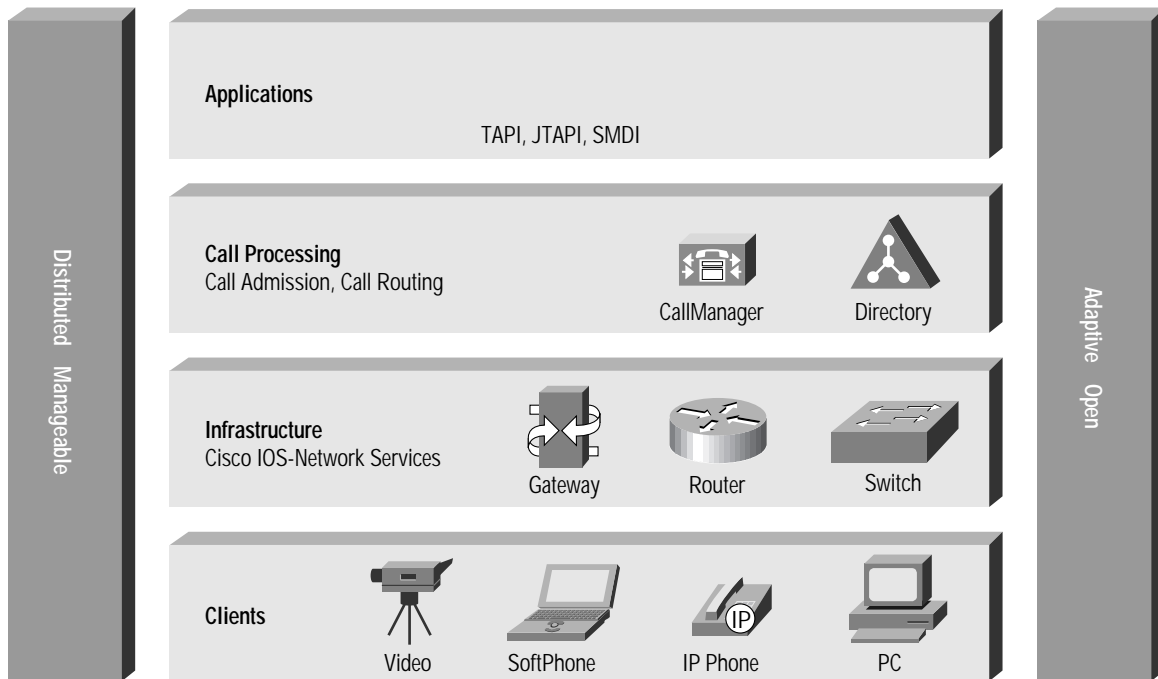 Distributed Manageable
Applications
TAPI, JTAPI, SMDI
Call Processing
Call Admission, Call Routing
CallManager
Directory
Infrastructure
Cisco IOS-Network Services
Gateway
Router
Switch
Clients
IP
Video
SoftPhone
IP Phone
PC
Adaptive Open